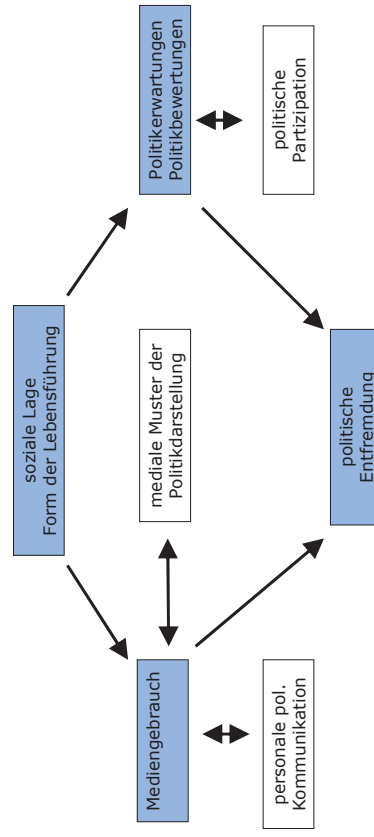 soziale Lage
Form der Lebensführung
Mediengebrauch
mediale Muster der
Politikdarstellung
Politikerwartungen
Politikbewertungen
personale pol.
Kommunikation
politische
Partizipation
politische
Entfremdung